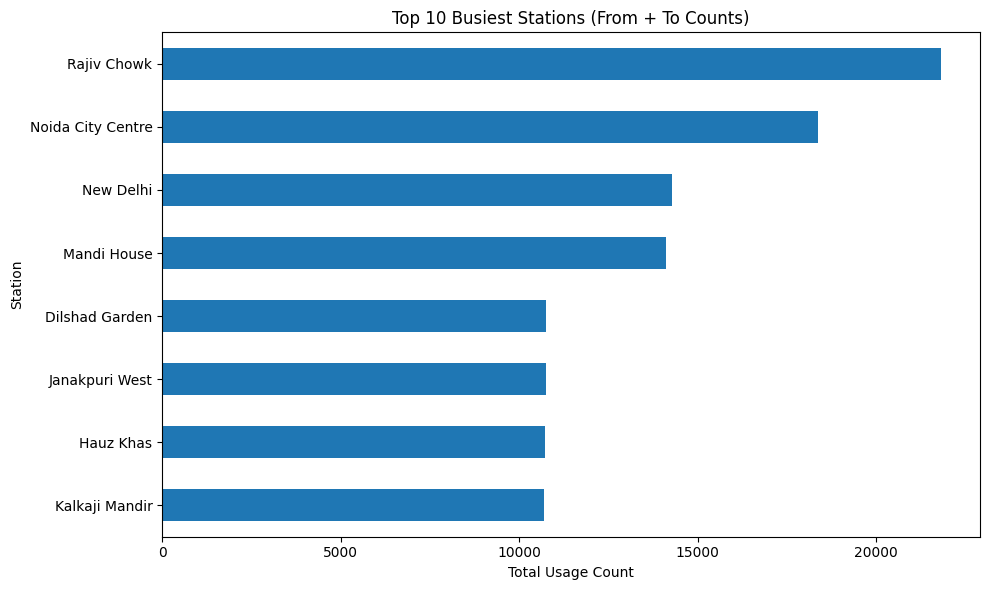 Top 10 Busiest Stations (From + To Counts)
Station
Rajiv Chowk
Noida City Centre
New Delhi
Mandi House
Dilshad Garden
Janakpuri West
Hauz Khas
Kalkaji Mandir
0 5000 10000 15000 20000
Total Usage Count